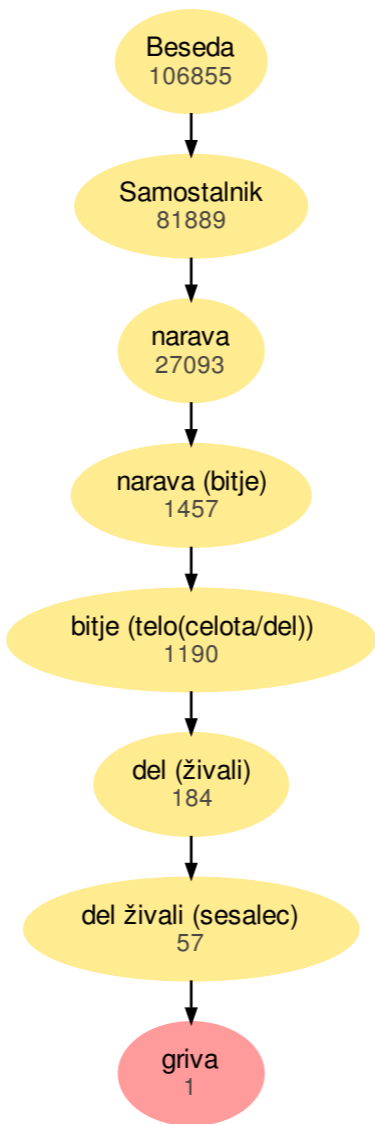 Beseda
106855
Samostalnik
81889
narava
27093
narava (bitje)
1457
bitje (telo(celota/del))
1190
del (živali)
184
del živali (sesalec)
57
griva
1